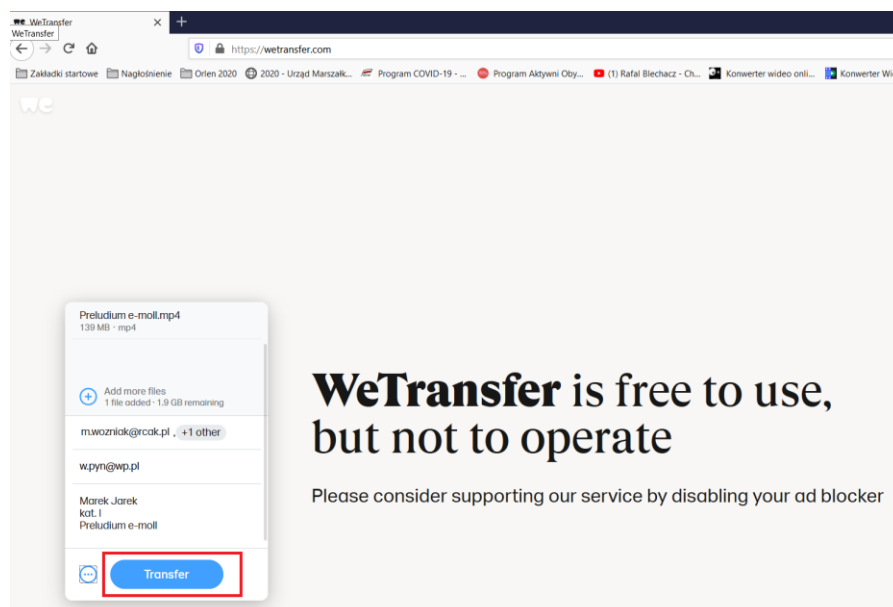 we WeTransfer
WeTransfer
https://wetransfer.com
Zakładki startowe Nagłośnienie Orlen 2020 2020 - Urząd Marszałk... Program COVID-19 - ... Program Aktywni Oby... (1) Rafał Blechacz - Ch... Konwerter wideo onli... Konwerter Wi
we
Preludium e-moll.mp4
139 MB · mp4
Add more files
1 file added · 1.9 GB remaining
m.wozniak@rcak.pl , +1 other
w.pyn@wp.pl
Marek Jarek
kat. I
Preludium e-moll
Transfer
WeTransfer is free to use,
but not to operate
Please consider supporting our service by disabling your ad blocker